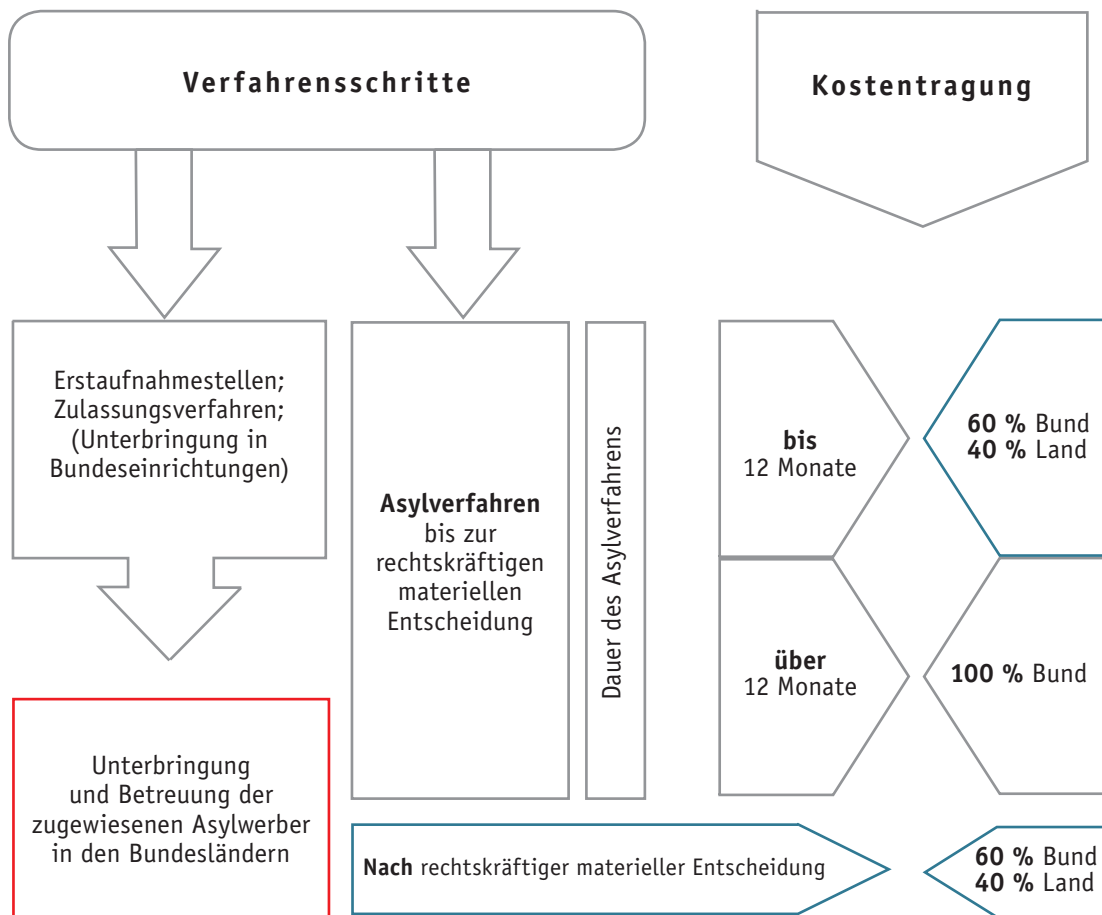 Verfahrensschritte
Kostentragung
Erstaufnahmestellen;
Zulassungsverfahren;
(Unterbringung in
Bundeseinrichtungen)
Unterbringung
und Betreuung der
zugewiesenen Asylwerber
in den Bundesländern
Asylverfahren
bis zur
rechtskräftigen
materiellen
Entscheidung
Dauer des Asylverfahrens
bis
12 Monate
60 % Bund
40 % Land
über
12 Monate
100 % Bund
Nach rechtskräftiger materieller Entscheidung
60 % Bund
40 % Land